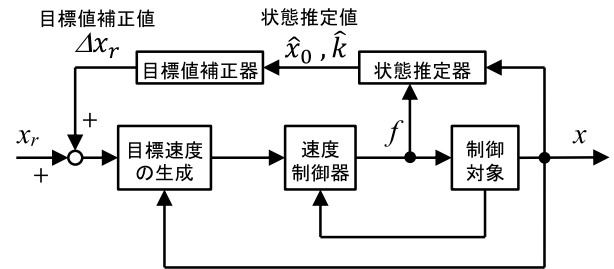 目標値補正値
Δx_r
状態推定値
x̂₀ , k̂
目標値補正器
状態推定器
+
x_r
+
目標速度
の生成
速度
制御器
f
制御
対象
x